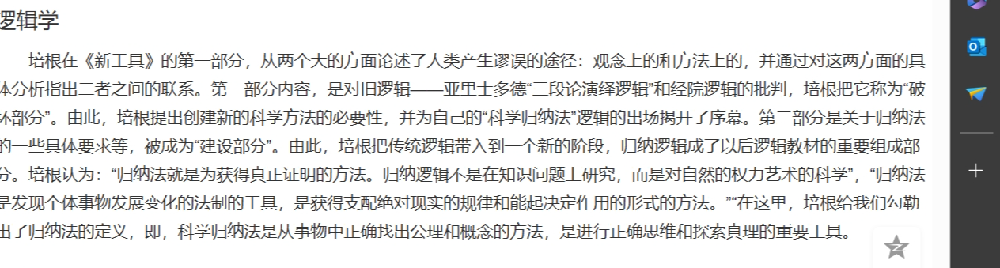 逻辑学
培根在《新工具》的第一部分，从两个大的方面论述了人类产生谬误的途径：观念上的和方法上的，并通过对这两方面的具
体分析指出二者之间的联系。第一部分内容，是对旧逻辑——亚里士多德“三段论演绎逻辑”和经院逻辑的批判，培根把它称为“破
坏部分”。由此，培根提出创建新的科学方法的必要性，并为自己的“科学归纳法”逻辑的出场揭开了序幕。第二部分是关于归纳法
的一些具体要求等，被成为“建设部分”。由此，培根把传统逻辑带入到一个新的阶段，归纳逻辑成了以后逻辑教材的重要组成部
分。培根认为：“归纳法就是为获得真正证明的方法。归纳逻辑不是在知识问题上研究，而是对自然的权力艺术的科学”，“归纳法
是发现个体事物发展变化的法制的工具，是获得支配绝对现实的规律和能起决定作用的形式的方法。”“在这里，培根给我们勾勒
出了归纳法的定义，即，科学归纳法是从事物中正确找出公理和概念的方法，是进行正确思维和探索真理的重要工具。